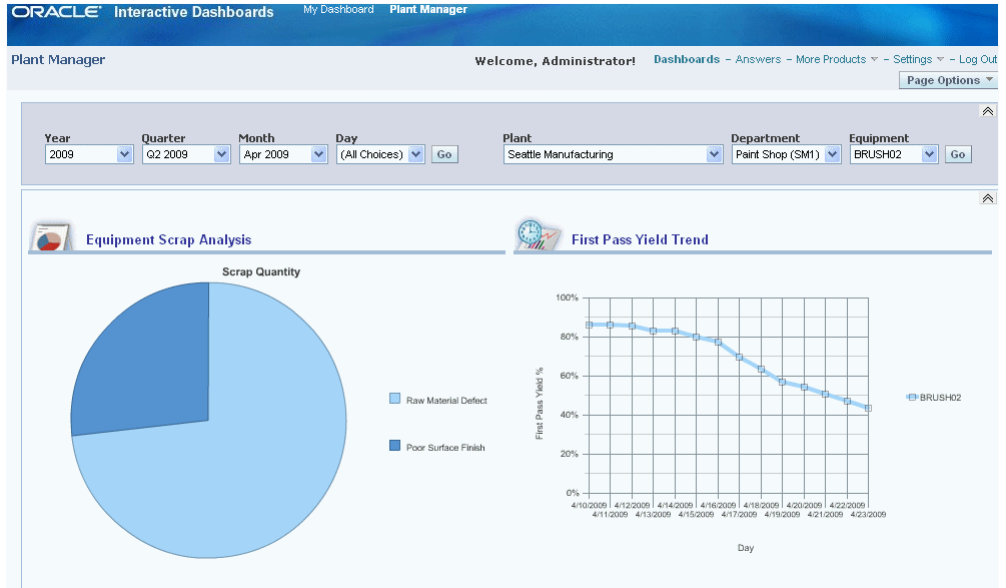 ORACLE Interactive Dashboards My Dashboard Plant Manager
Plant Manager
Welcome, Administrator! Dashboards - Answers - More Products - Settings - Log Out
Page Options
Year Quarter Month Day Plant Department Equipment
2009 Q2 2009 Apr 2009 (All Choices) Go Seattle Manufacturing Paint Shop (SM1) BRUSH02 Go
Equipment Scrap Analysis
Scrap Quantity
Raw Material Defect
Poor Surface Finish
First Pass Yield Trend
100%
80%
60%
40%
20%
0%
First Pass Yield %
4/10/2009 4/12/2009 4/14/2009 4/16/2009 4/18/2009 4/20/2009 4/22/2009
4/11/2009 4/13/2009 4/15/2009 4/17/2009 4/19/2009 4/21/2009 4/23/2009
Day
BRUSH02